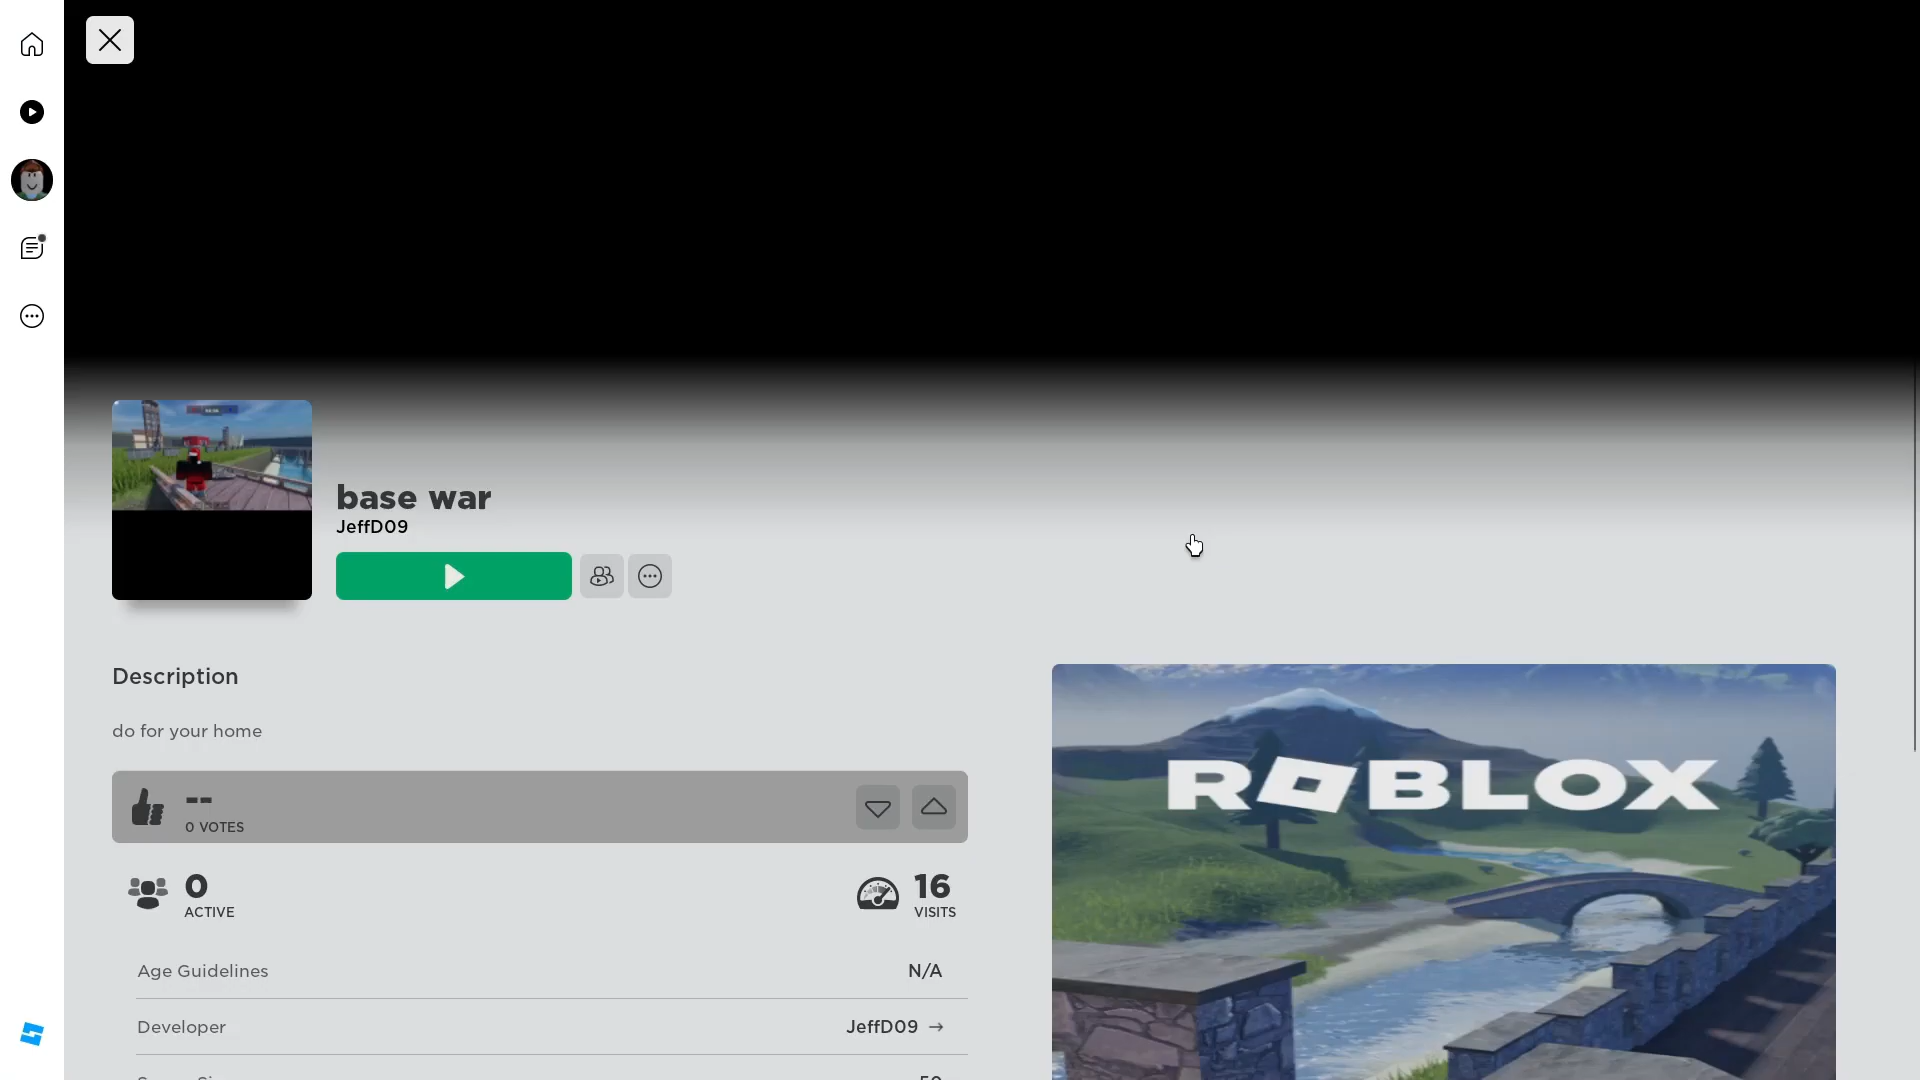 base war
JeffD09
Description
do for your home
--
0 VOTES
0
ACTIVE
16
VISITS
Age Guidelines
N/A
Developer
JeffD09 →
ROBLOX